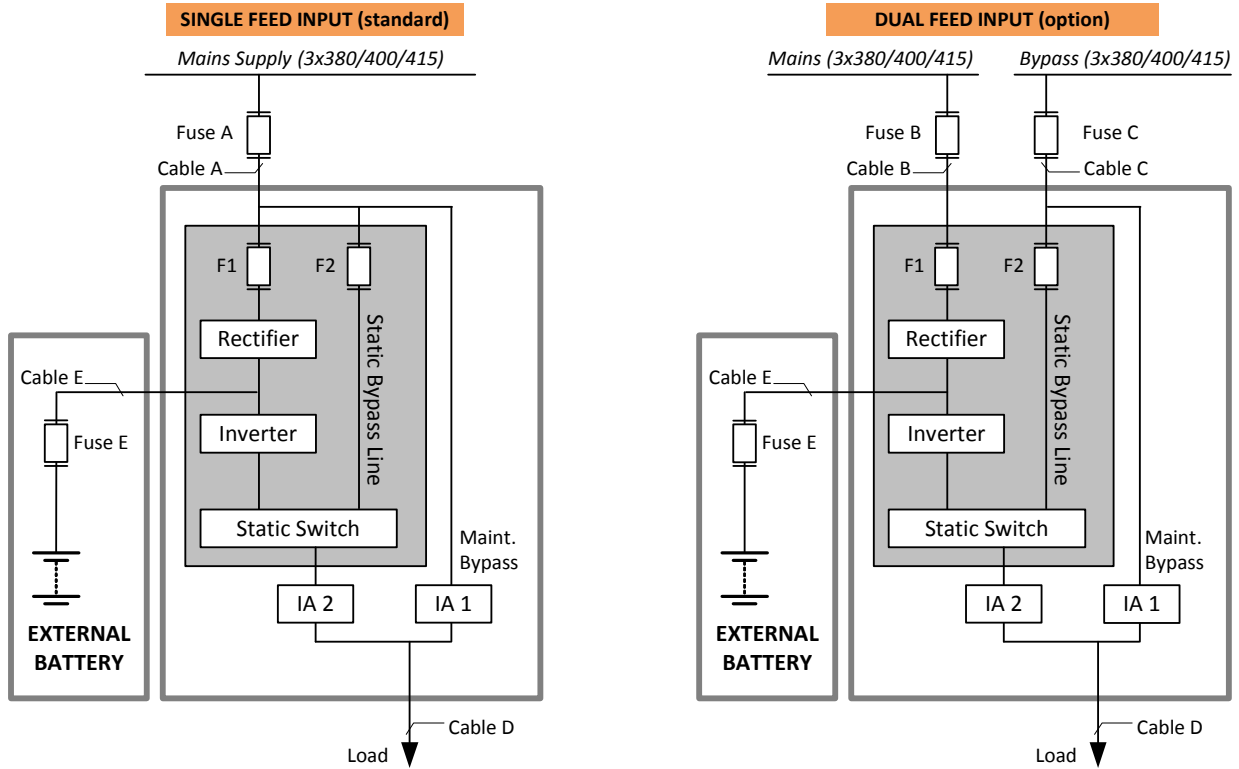 SINGLE FEED INPUT (standard)
Mains Supply (3x380/400/415)
Fuse A
Cable A
F1
F2
Rectifier
Static Bypass Line
Cable E
Fuse E
Inverter
Static Switch
Maint.
Bypass
IA 2
IA 1
EXTERNAL
BATTERY
Cable D
Load
DUAL FEED INPUT (option)
Mains (3x380/400/415)
Bypass (3x380/400/415)
Fuse B
Fuse C
Cable B
Cable C
F1
F2
Rectifier
Static Bypass Line
Cable E
Fuse E
Inverter
Static Switch
Maint.
Bypass
IA 2
IA 1
EXTERNAL
BATTERY
Cable D
Load